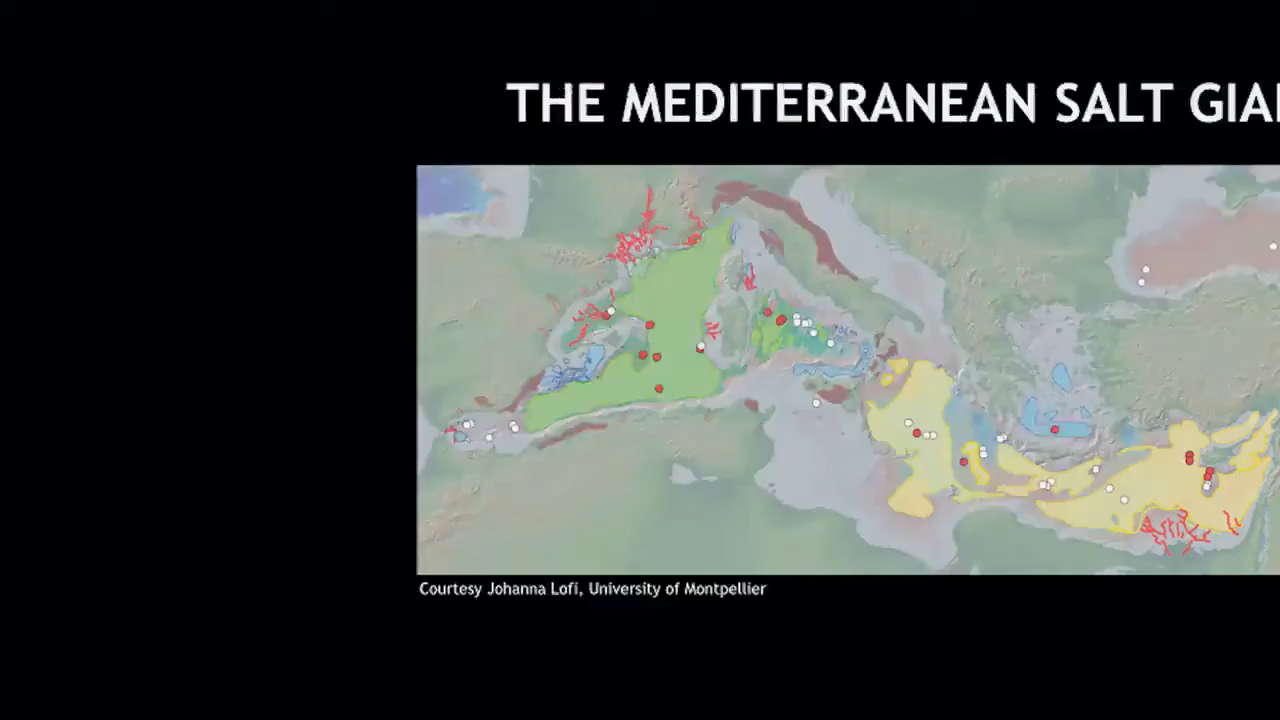 THE MEDITERRANEAN SALT GIA
Courtesy Johanna Lofi, University of Montpellier